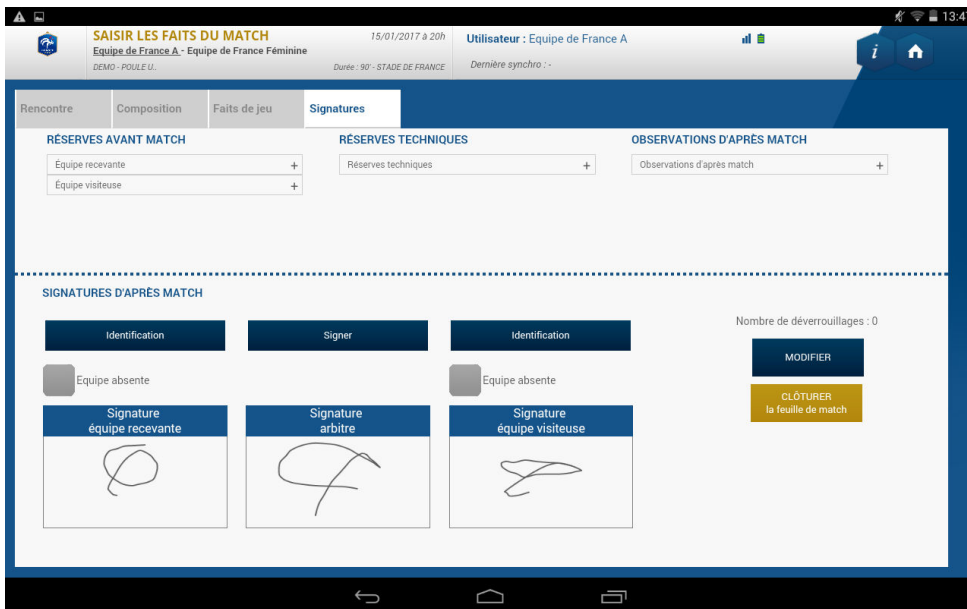 13:4
SAISIR LES FAITS DU MATCH
15/01/2017 à 20h
Utilisateur : Equipe de France A
Equipe de France A - Equipe de France Féminine
DEMO - POULE U..
Durée : 90' - STADE DE FRANCE
Dernière synchro : -
i
Rencontre
Composition
Faits de jeu
Signatures
RÉSERVES AVANT MATCH
RÉSERVES TECHNIQUES
OBSERVATIONS D'APRÈS MATCH
Équipe recevante +
Réserves techniques +
Observations d'après match +
Équipe visiteuse +
SIGNATURES D'APRÈS MATCH
Nombre de déverrouillages : 0
Identification
Signer
Identification
MODIFIER
Equipe absente
Equipe absente
CLÔTURER
la feuille de match
Signature
équipe recevante
Signature
arbitre
Signature
équipe visiteuse